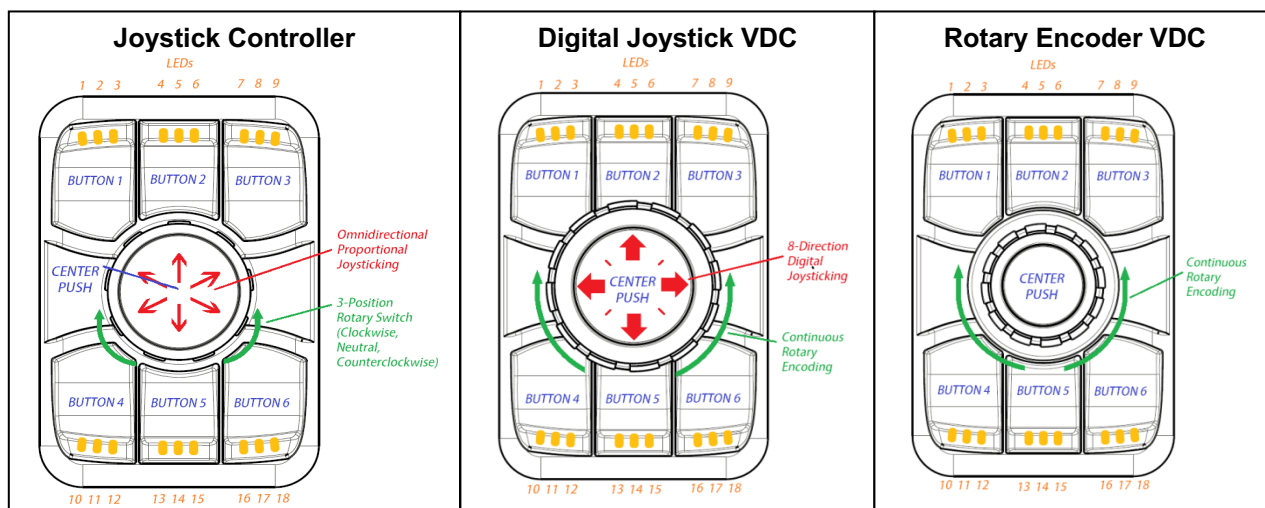 Joystick Controller
LEDs
1 2 3 4 5 6 7 8 9
BUTTON 1
BUTTON 2
BUTTON 3
CENTER
PUSH
Omnidirectional
Proportional
Joysticking
3-Position
Rotary Switch
(Clockwise,
Neutral,
Counterclockwise)
BUTTON 4
BUTTON 5
BUTTON 6
10 11 12 13 14 15 16 17 18
Digital Joystick VDC
LEDs
1 2 3 4 5 6 7 8 9
BUTTON 1
BUTTON 2
BUTTON 3
CENTER
PUSH
8-Direction
Digital
Joysticking
Continuous
Rotary
Encoding
BUTTON 4
BUTTON 5
BUTTON 6
10 11 12 13 14 15 16 17 18
Rotary Encoder VDC
LEDs
1 2 3 4 5 6 7 8 9
BUTTON 1
BUTTON 2
BUTTON 3
CENTER
PUSH
Continuous
Rotary
Encoding
BUTTON 4
BUTTON 5
BUTTON 6
10 11 12 13 14 15 16 17 18